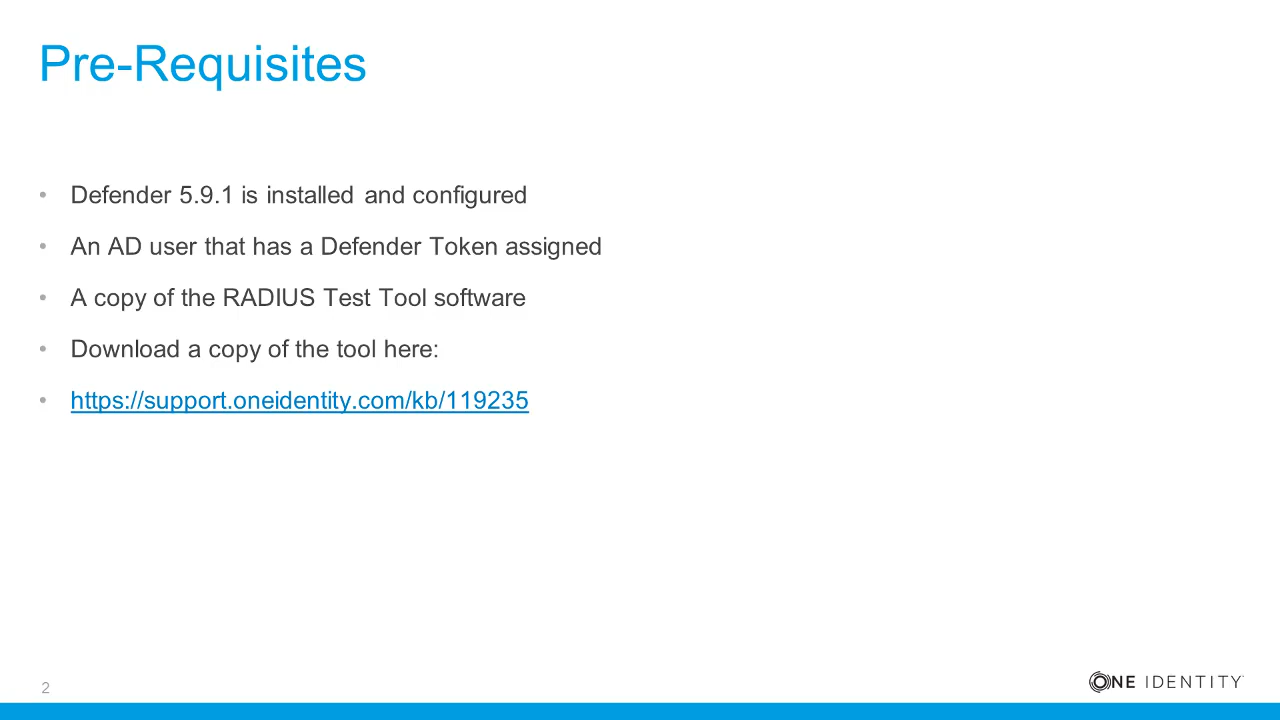 Pre-Requisites
• Defender 5.9.1 is installed and configured
• An AD user that has a Defender Token assigned
• A copy of the RADIUS Test Tool software
• Download a copy of the tool here:
• https://support.oneidentity.com/kb/119235
2
ONE IDENTITY